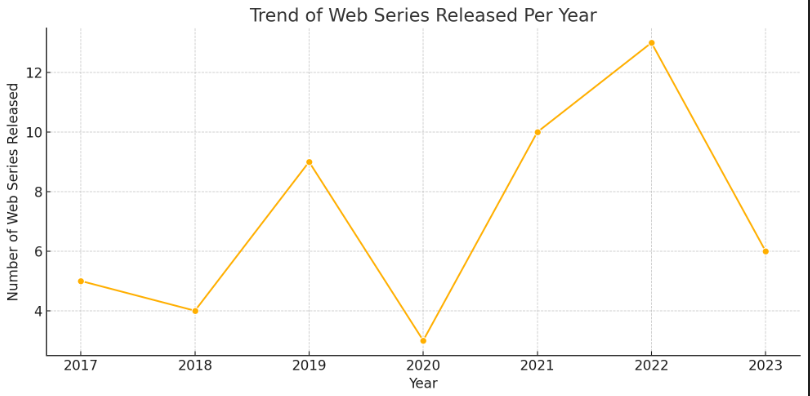 Trend of Web Series Released Per Year
Number of Web Series Released
12
10
8
6
4
2017 2018 2019 2020 2021 2022 2023
Year